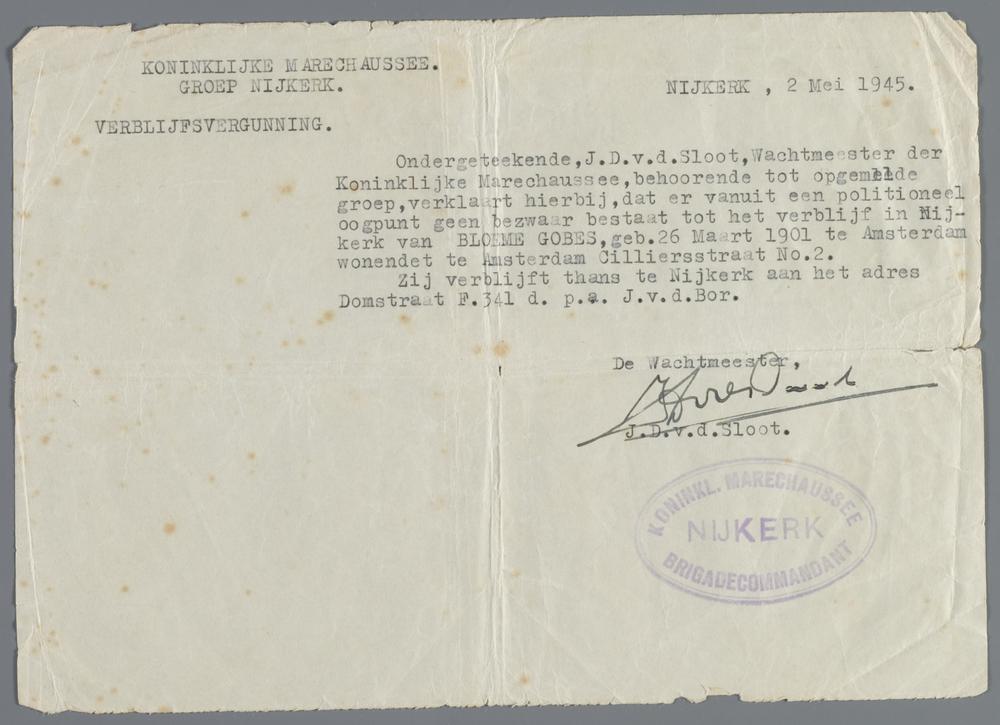 KONINKLIJKE MARECHAUSSEE.
GROEP NIJKERK.
NIJKERK , 2 Mei 1945.
VERBLIJFSVERGUNNING.
Ondergeteekende,J.D.v.d.Sloot,Wachtmeester der
Koninklijke Marechaussee,behoorende tot opgemelde
groep,verklaart hierbij,dat er vanuit een politioneel
oogpunt geen bezwaar bestaat tot het verblijf in Nij-
kerk van BLOEME GOBES,geb.26 Maart 1901 te Amsterdam
wonendet te Amsterdam Cilliersstraat No.2.
Zij verblijft thans te Nijkerk aan het adres
Domstraat F.341 d. p.a. J.v.d.Bor.
De Wachtmeester,
J.D.v.d.Sloot.
KONINKL. MARECHAUSSEE
NIJKERK
BRIGADECOMMANDANT